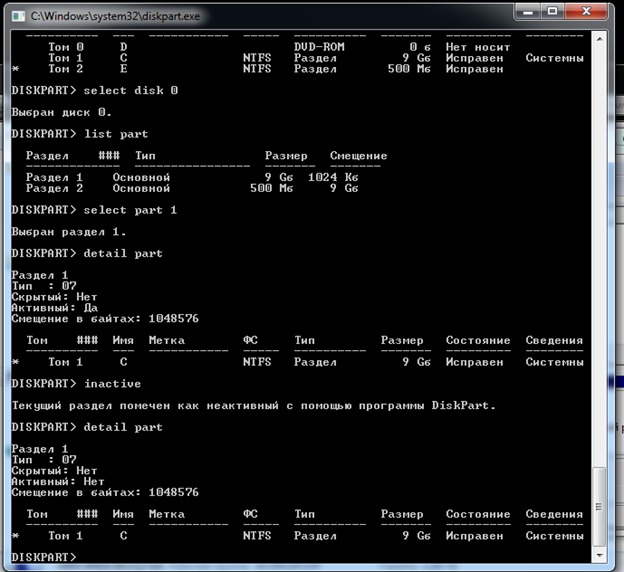 C:\Windows\system32\diskpart.exe
---------- --- ----------- ----- ---------- ------- --------- --------
Том 0 D DVD-ROM 0 б Нет носит
Том 1 C NTFS Раздел 9 Gб Исправен Системны
* Том 2 E NTFS Раздел 500 Mб Исправен
DISKPART> select disk 0
Выбран диск 0.
DISKPART> list part
Раздел ### Тип Размер Смещение
------------- ---------------- ------- -------
Раздел 1 Основной 9 Gб 1024 Kб
Раздел 2 Основной 500 Mб 9 Gб
DISKPART> select part 1
Выбран раздел 1.
DISKPART> detail part
Раздел 1
Тип : 07
Скрытый: Нет
Активный: Да
Смещение в байтах: 1048576
Том ### Имя Метка ФС Тип Размер Состояние Сведения
---------- --- ----------- ----- ---------- ------- --------- --------
* Том 1 C NTFS Раздел 9 Gб Исправен Системны
DISKPART> inactive
Текущий раздел помечен как неактивный с помощью программы DiskPart.
DISKPART> detail part
Раздел 1
Тип : 07
Скрытый: Нет
Активный: Нет
Смещение в байтах: 1048576
Том ### Имя Метка ФС Тип Размер Состояние Сведения
---------- --- ----------- ----- ---------- ------- --------- --------
* Том 1 C NTFS Раздел 9 Gб Исправен Системны
DISKPART>